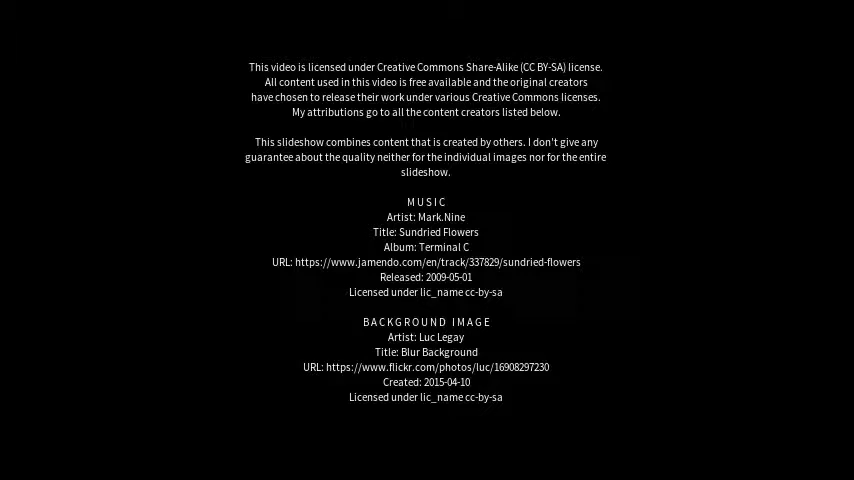 This video is licensed under Creative Commons Share-Alike (CC BY-SA) license.
All content used in this video is free available and the original creators
have chosen to release their work under various Creative Commons licenses.
My attributions go to all the content creators listed below.
This slideshow combines content that is created by others. I don't give any
guarantee about the quality neither for the individual images nor for the entire
slideshow.
MUSIC
Artist: Mark.Nine
Title: Sundried Flowers
Album: Terminal C
URL: https://www.jamendo.com/en/track/337829/sundried-flowers
Released: 2009-05-01
Licensed under lic_name cc-by-sa
BACKGROUND IMAGE
Artist: Luc Legay
Title: Blur Background
URL: https://www.flickr.com/photos/luc/16908297230
Created: 2015-04-10
Licensed under lic_name cc-by-sa